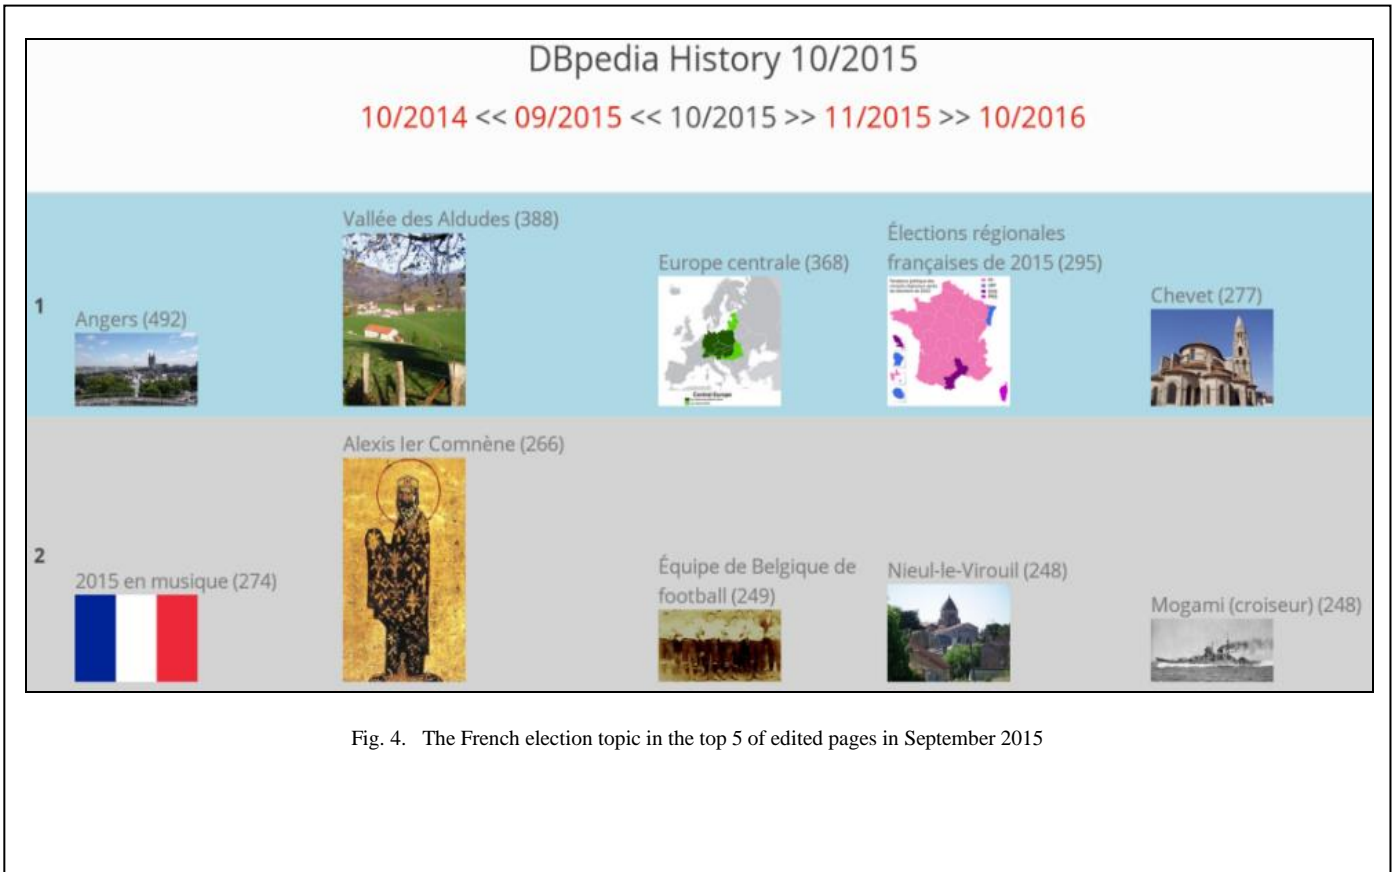 DBpedia History 10/2015
10/2014 << 09/2015 << 10/2015 >> 11/2015 >> 10/2016
1
Angers (492)
Vallée des Aldudes (388)
Europe centrale (368)
Central Europe
Élections régionales
françaises de 2015 (295)
Chevet (277)
2
2015 en musique (274)
Alexis Ier Comnène (266)
Équipe de Belgique de
football (249)
Nieul-le-Virouil (248)
Mogami (croiseur) (248)
Fig. 4. The French election topic in the top 5 of edited pages in September 2015